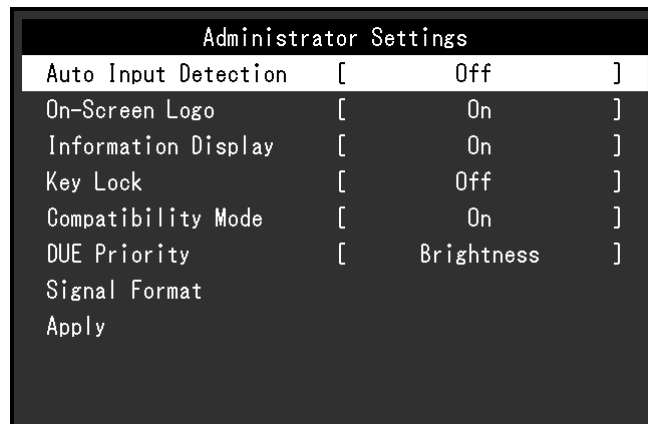 Administrator Settings
Auto Input Detection [ Off ]
On-Screen Logo [ On ]
Information Display [ On ]
Key Lock [ Off ]
Compatibility Mode [ On ]
DUE Priority [ Brightness ]
Signal Format
Apply